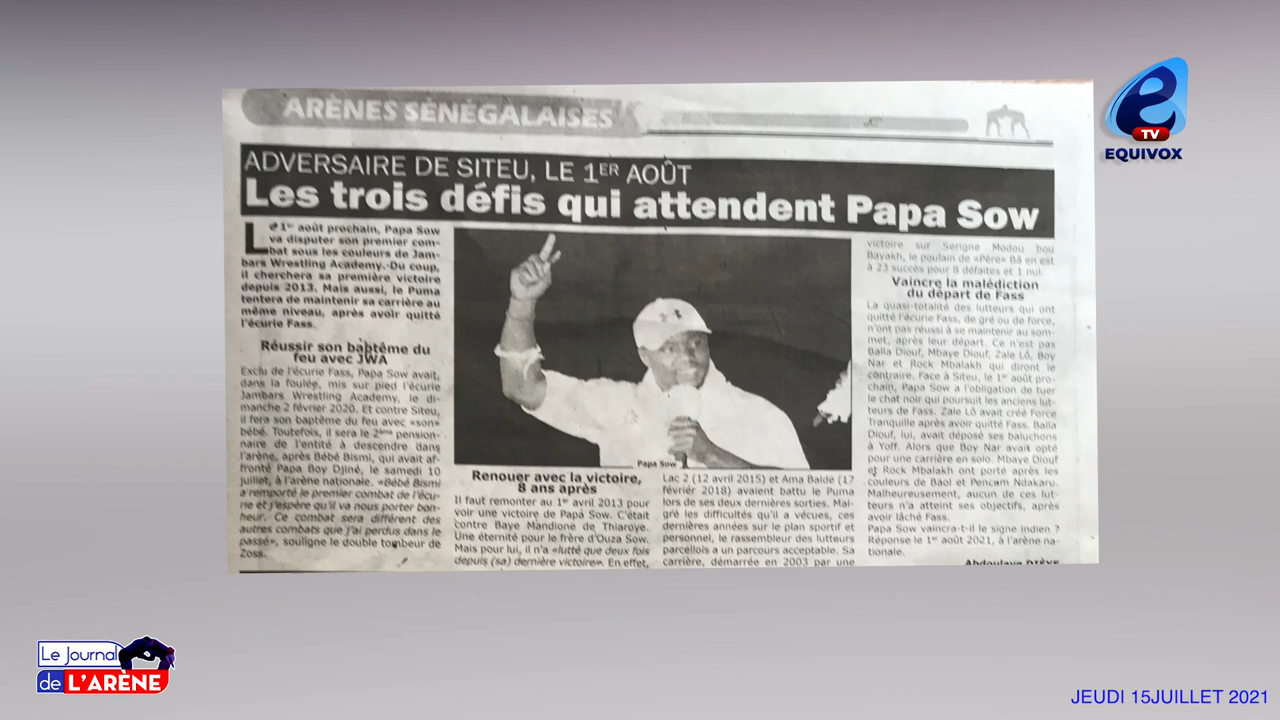 ARÈNES SÉNÉGALAISES
ADVERSAIRE DE SITEU, LE 1ER AOÛT
Les trois défis qui attendent Papa Sow
Le 1er août prochain, Papa Sow
va disputer son premier com-
bat sous les couleurs de Jam-
bars Wrestling Academy. Du coup,
il cherchera sa première victoire
depuis 2013. Mais aussi, le Puma
tentera de maintenir sa carrière au
même niveau, après avoir quitté
l'écurie Fass.
Réussir son baptême du
feu avec JWA
Exclu de l'écurie Fass, Papa Sow avait,
dans la foulée, mis sur pied l'écurie
Jambars Wrestling Academy, le di-
manche 2 février 2020. Et contre Siteu,
il fera son baptême du feu avec «son»
bébé. Toutefois, il sera le 2ème pension-
naire de l'entité à descendre dans
l'arène, après Bébé Bismi, qui avait af-
fronté Papa Boy Djiné, le samedi 10
juillet, à l'arène nationale. «Bébé Bismi
a remporté le premier combat de l'écu-
rie et j'espère qu'il va nous porter bon-
heur. Ce combat sera différent des
autres combats que j'ai perdus dans le
passé», souligne le double tombeur de
Zoss.
Papa Sow
Renouer avec la victoire,
8 ans après
Il faut remonter au 1er avril 2013 pour
voir une victoire de Papa Sow. C'était
contre Baye Mandione de Thiaroye.
Une éternité pour le frère d'Ouza Sow.
Mais pour lui, il n'a «lutté que deux fois
depuis (sa) dernière victoire». En effet,
Lac 2 (12 avril 2015) et Ama Baldé (17
février 2018) avaient battu le Puma
lors de ses deux dernières sorties. Mal-
gré les difficultés qu'il a vécues, ces
dernières années sur le plan sportif et
personnel, le rassembleur des lutteurs
parcellois a un parcours acceptable. Sa
carrière, démarrée en 2003 par une
victoire sur Serigne Modou bou
Bayakh, le poulain de «Père» Bâ en est
à 23 succès pour 8 défaites et 1 nul.
Vaincre la malédiction
du départ de Fass
La quasi-totalité des lutteurs qui ont
quitté l'écurie Fass, de gré ou de force,
n'ont pas réussi à se maintenir au som-
met, après leur départ. Ce n'est pas
Balla Diouf, Mbaye Diouf, Zale Lô, Boy
Nar et Rock Mbalakh qui diront le
contraire. Face à Siteu, le 1er août pro-
chain, Papa Sow a l'obligation de tuer
le chat noir qui poursuit les anciens lut-
teurs de Fass. Zale Lô avait créé Force
Tranquille après avoir quitté Fass. Balla
Diouf, lui, avait déposé ses baluchons
à Yoff. Alors que Boy Nar avait opté
pour une carrière en solo. Mbaye Diouf
et Rock Mbalakh ont porté après les
couleurs de Baol et Pencum Ndakaru.
Malheureusement, aucun de ces lut-
teurs n'a atteint ses objectifs, après
avoir lâché Fass.
Papa Sow vaincra-t-il le signe indien ?
Réponse le 1er août 2021, à l'arène na-
tionale.
Abdoulaye DIÈYE
e TV
EQUIVOX
Le Journal
de L'ARÈNE
JEUDI 15JUILLET 2021